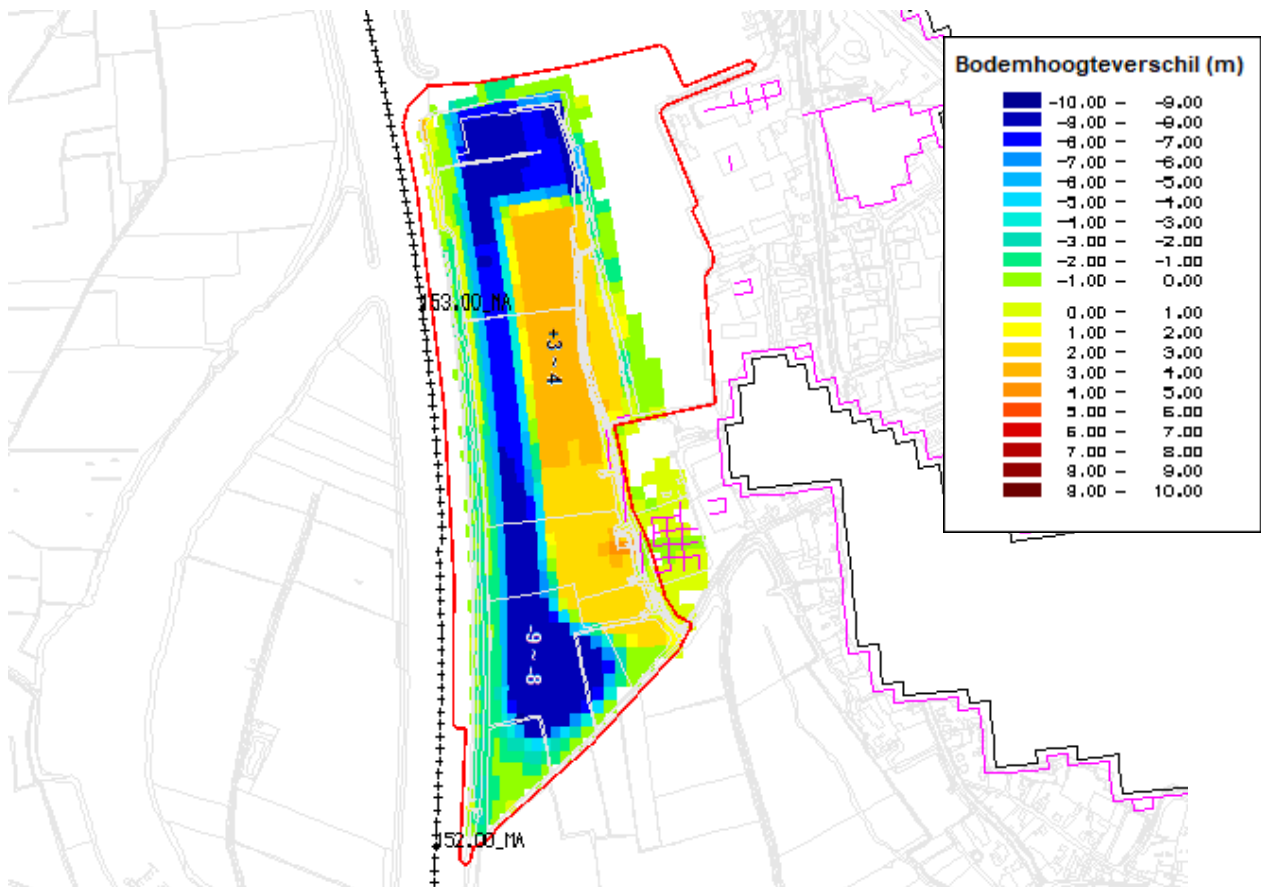 Bodemhoogteverschil (m)
-10.00 – -9.00
-9.00 – -8.00
-8.00 – -7.00
-7.00 – -6.00
-6.00 – -5.00
-5.00 – -4.00
-4.00 – -3.00
-3.00 – -2.00
-2.00 – -1.00
-1.00 – 0.00
0.00 – 1.00
1.00 – 2.00
2.00 – 3.00
3.00 – 4.00
4.00 – 5.00
5.00 – 6.00
6.00 – 7.00
7.00 – 8.00
8.00 – 9.00
9.00 – 10.00
153.00_MA
+3~4
-9~-8
152.00_MA